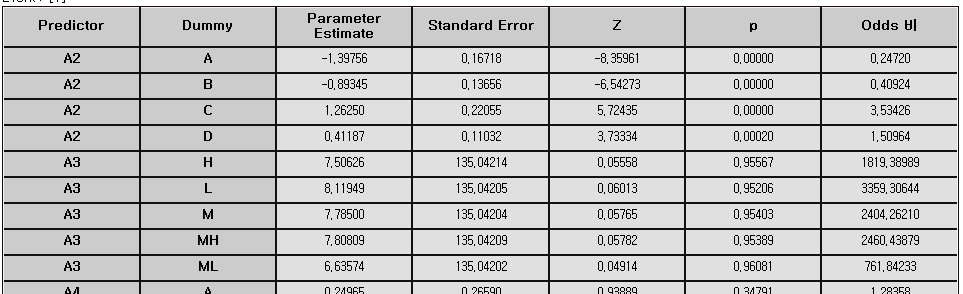 Predictor Dummy Parameter Estimate Standard Error Z p Odds 비
A2 A -1,39756 0,16718 -8,35961 0,00000 0,24720
A2 B -0,89345 0,13656 -6,54273 0,00000 0,40924
A2 C 1,26250 0,22055 5,72435 0,00000 3,53426
A2 D 0,41187 0,11032 3,73334 0,00020 1,50964
A3 H 7,50626 135,04214 0,05558 0,95567 1819,38989
A3 L 8,11949 135,04205 0,06013 0,95206 3359,30644
A3 M 7,78500 135,04204 0,05765 0,95403 2404,26210
A3 MH 7,80809 135,04209 0,05782 0,95389 2460,43879
A3 ML 6,63574 135,04202 0,04914 0,96081 761,84233
A4 A 0,24965 0,26590 0,93889 0,34791 1,28358